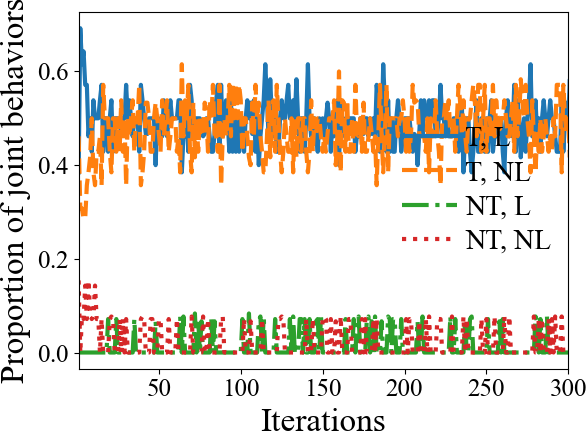 Proportion of joint behaviors
0.6
0.4
0.2
0.0
T, L
T, NL
NT, L
NT, NL
50 100 150 200 250 300
Iterations